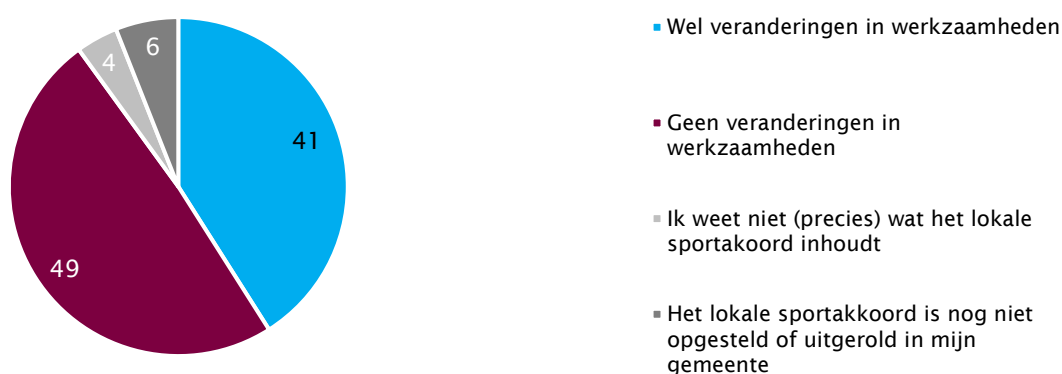 6
4
41
49
Wel veranderingen in werkzaamheden
Geen veranderingen in
werkzaamheden
Ik weet niet (precies) wat het lokale
sportakoord inhoudt
Het lokale sportakkoord is nog niet
opgesteld of uitgerold in mijn
gemeente